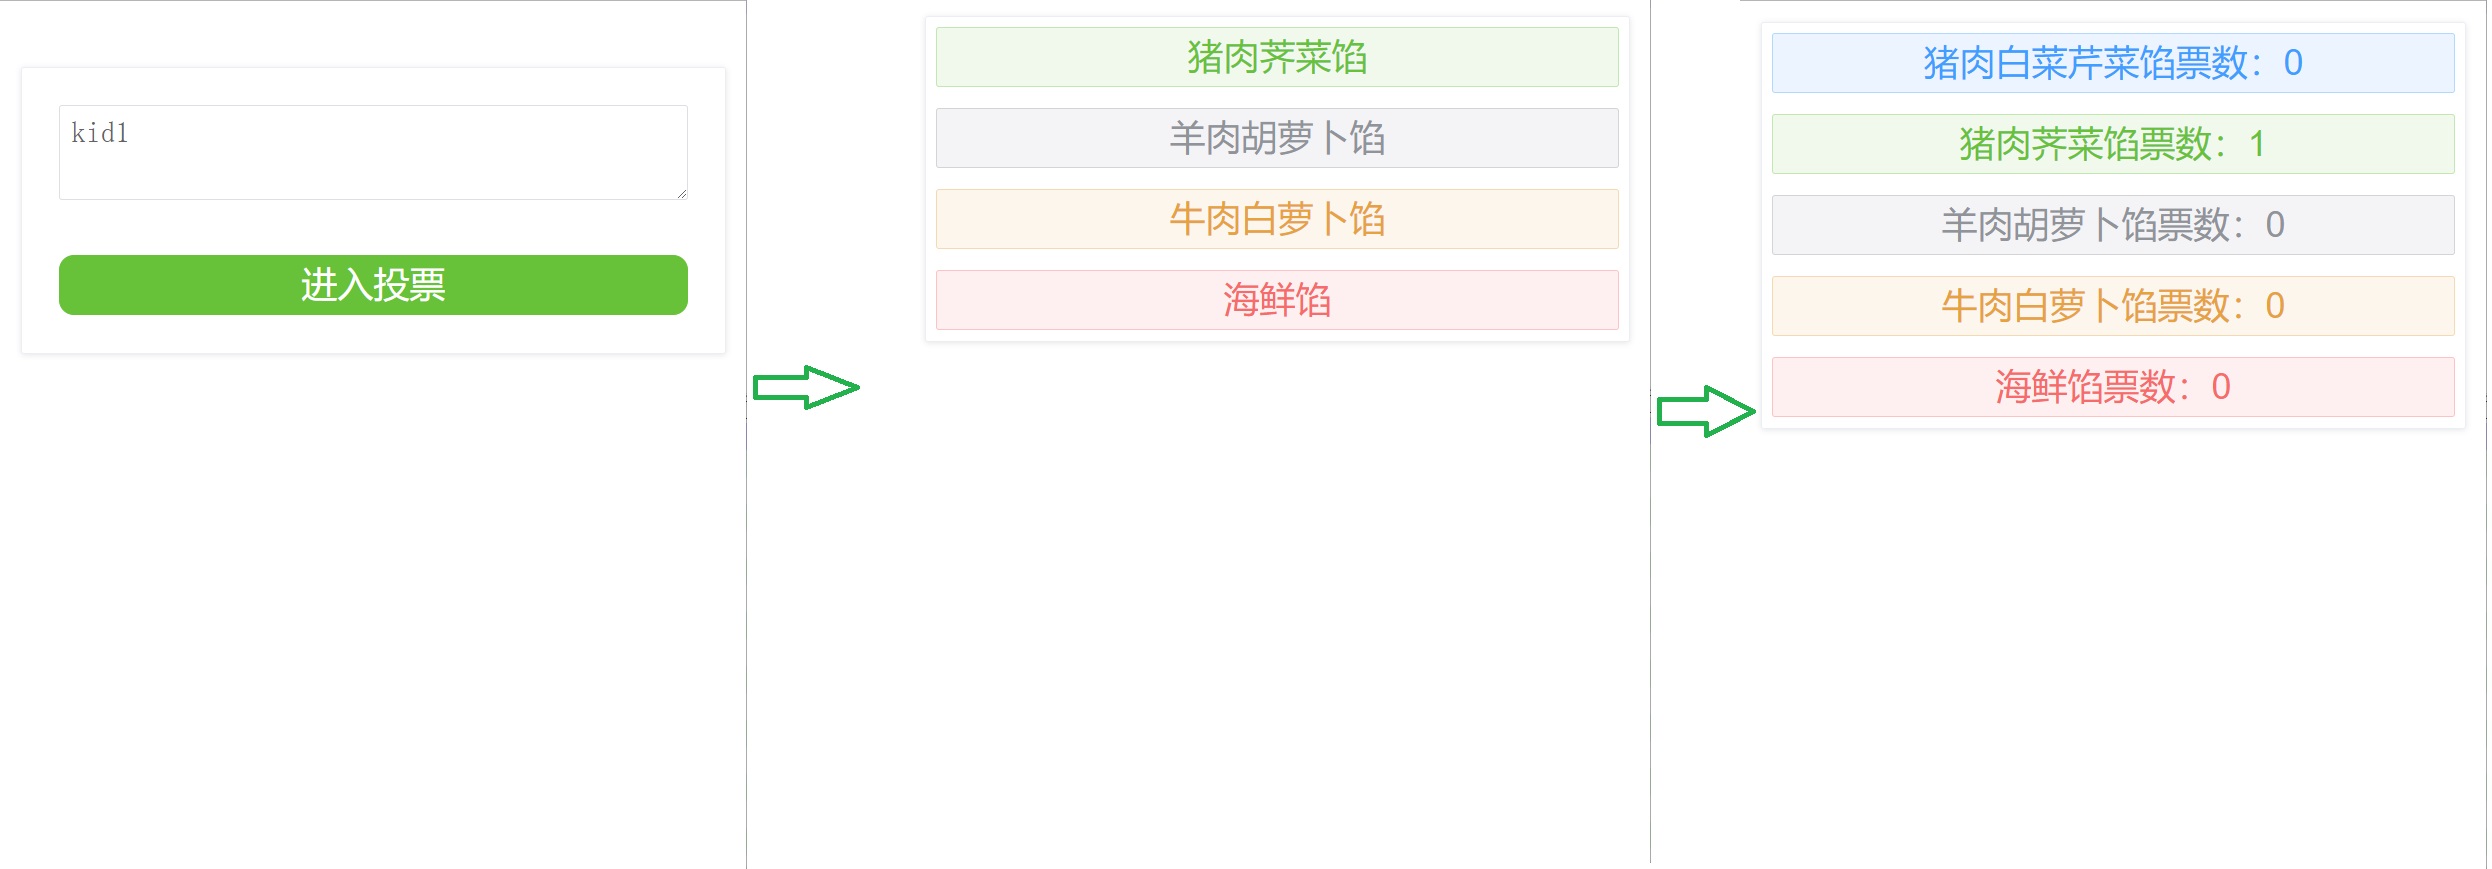 kid1
进入投票
猪肉荠菜馅
羊肉胡萝卜馅
牛肉白萝卜馅
海鲜馅
猪肉白菜芹菜馅票数：0
猪肉荠菜馅票数：1
羊肉胡萝卜馅票数：0
牛肉白萝卜馅票数：0
海鲜馅票数：0